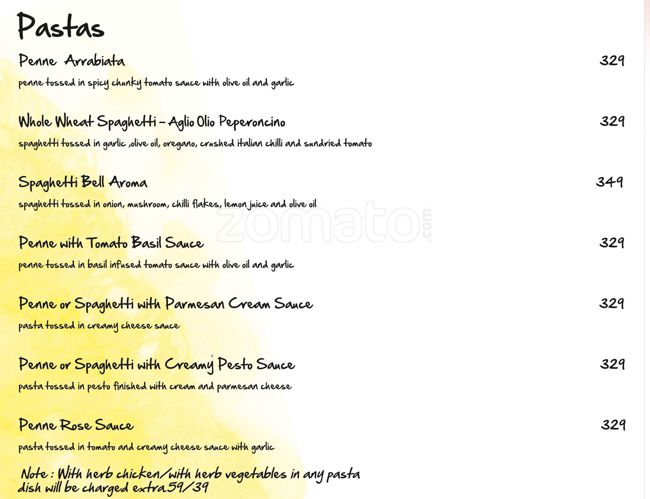 Pastas
Penne Arrabiata 329
penne tossed in spicy chunky tomato sauce with olive oil and garlic
Whole Wheat Spaghetti - Aglio Olio Peperoncino 329
spaghetti tossed in garlic ,olive oil, oregano, crushed italian chilli and sundried tomato
Spaghetti Bell Aroma 349
spaghetti tossed in onion, mushroom, chilli flakes, lemon juice and olive oil
zomato.com
Penne with Tomato Basil Sauce 329
penne tossed in basil infused tomato sauce with olive oil and garlic
Penne or Spaghetti with Parmesan Cream Sauce 329
pasta tossed in creamy cheese sauce
Penne or Spaghetti with Creamy Pesto Sauce 329
pasta tossed in pesto finished with cream and parmesan cheese
Penne Rose Sauce 329
pasta tossed in tomato and creamy cheese sauce with garlic
Note : With herb chicken/with herb vegetables in any pasta
dish will be charged extra.59/39